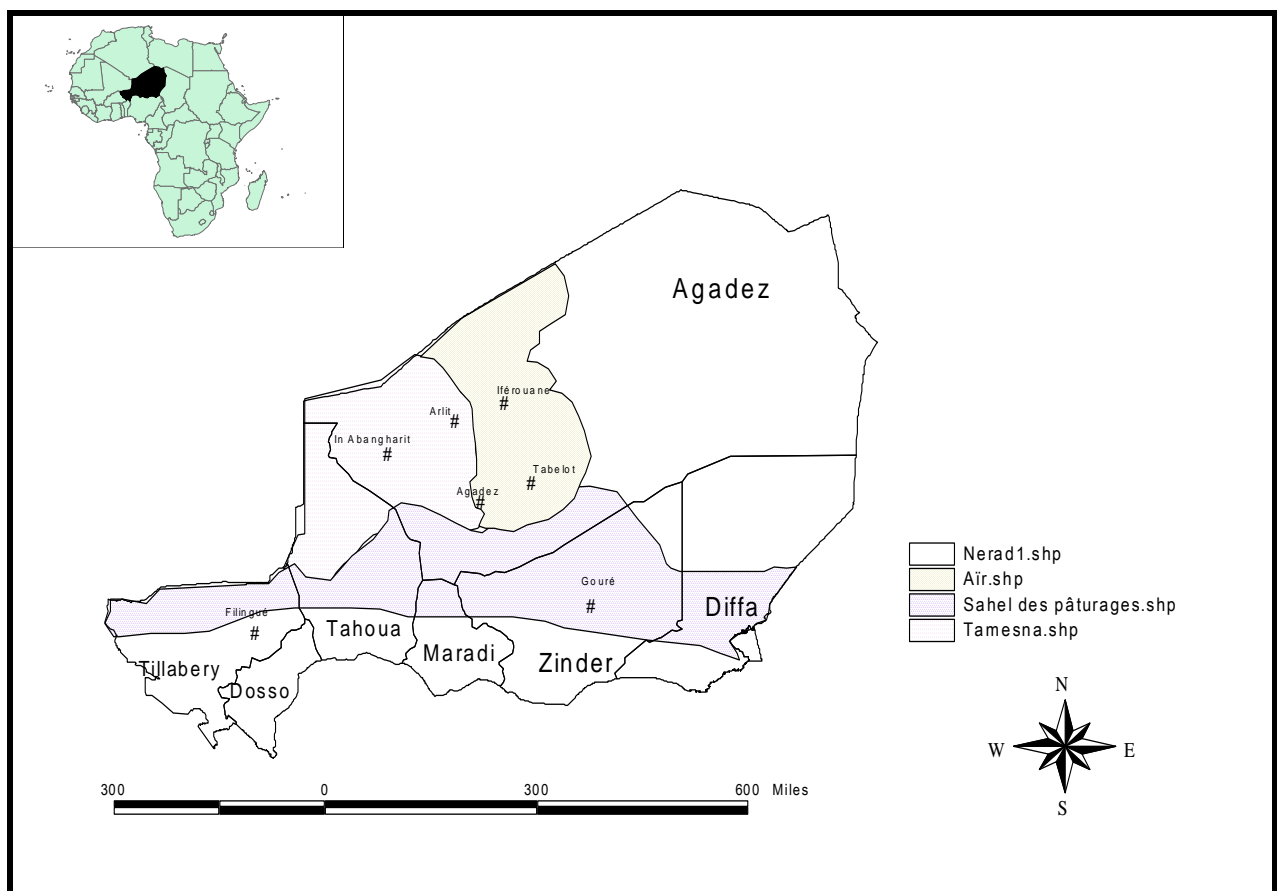 Agadez
Iférouane
#
Arlit
#
In Abangharit
#
Tabelot
#
Agadez
#
Gouré
#
Diffa
Filingué
#
Tahoua
Maradi
Zinder
Tillabery
Dosso
Nerad1.shp
Aïr.shp
Sahel des pâturages.shp
Tamesna.shp
N
W E
S
300 0 300 600 Miles